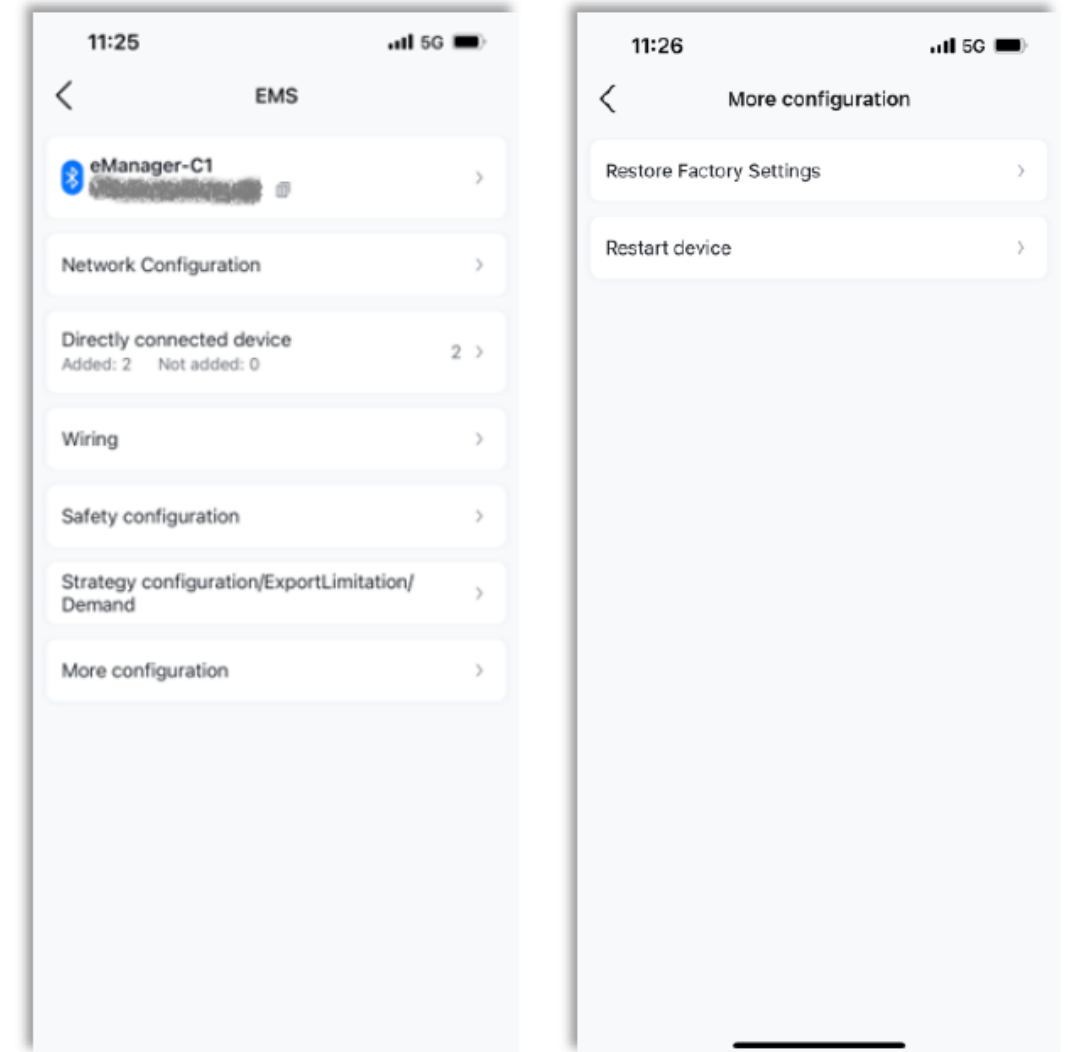 11:25
5G
EMS
eManager-C1
Network Configuration
Directly connected device
Added: 2 Not added: 0
2
Wiring
Safety configuration
Strategy configuration/ExportLimitation/
Demand
More configuration
11:26
5G
More configuration
Restore Factory Settings
Restart device